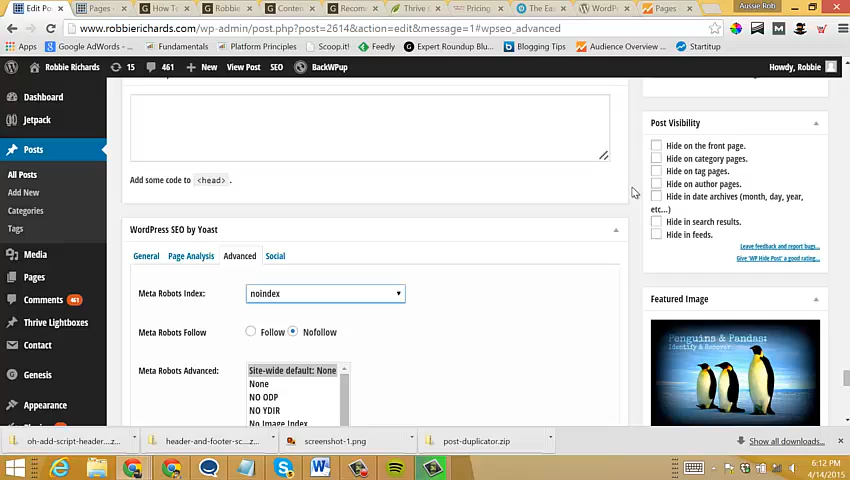 Edit Po
Pages -
How To
Robbie
Conten
Recom
Thrive
Pricing
The Ea
WordP
Pages
Aussie Rob
www.robbierichards.com/wp-admin/post.php?post=2614&action=edit&message=1#wpseo_advanced
Apps
Google AdWords -...
Fundamentals
Platform Principles
Scoop.it!
Feedly
Expert Roundup Blue...
Blogging Tips
Audience Overview -...
Startitup
Robbie Richards
15
461
New
View Post
SEO
BackWPup
Howdy, Robbie
Dashboard
Jetpack
Posts
All Posts
Add New
Categories
Tags
Media
Pages
Comments 461
Thrive Lightboxes
Contact
Genesis
Appearance
Add some code to <head> .
WordPress SEO by Yoast
General
Page Analysis
Advanced
Social
Meta Robots Index:
noindex
Meta Robots Follow
Follow
Nofollow
Meta Robots Advanced:
Site-wide default: None
None
NO ODP
NO YDIR
No Image Index
Post Visibility
Hide on the front page.
Hide on category pages.
Hide on tag pages.
Hide on author pages.
Hide in date archives (month, day, year,
etc...)
Hide in search results.
Hide in feeds.
Leave feedback and report bugs...
Give 'WP Hide Post' a good rating...
Featured Image
Penguins & Pandas:
Identify & Recover
oh-add-script-header....z...
header-and-footer-sc....z...
screenshot-1.png
post-duplicator.zip
Show all downloads...
6:12 PM
4/14/2015